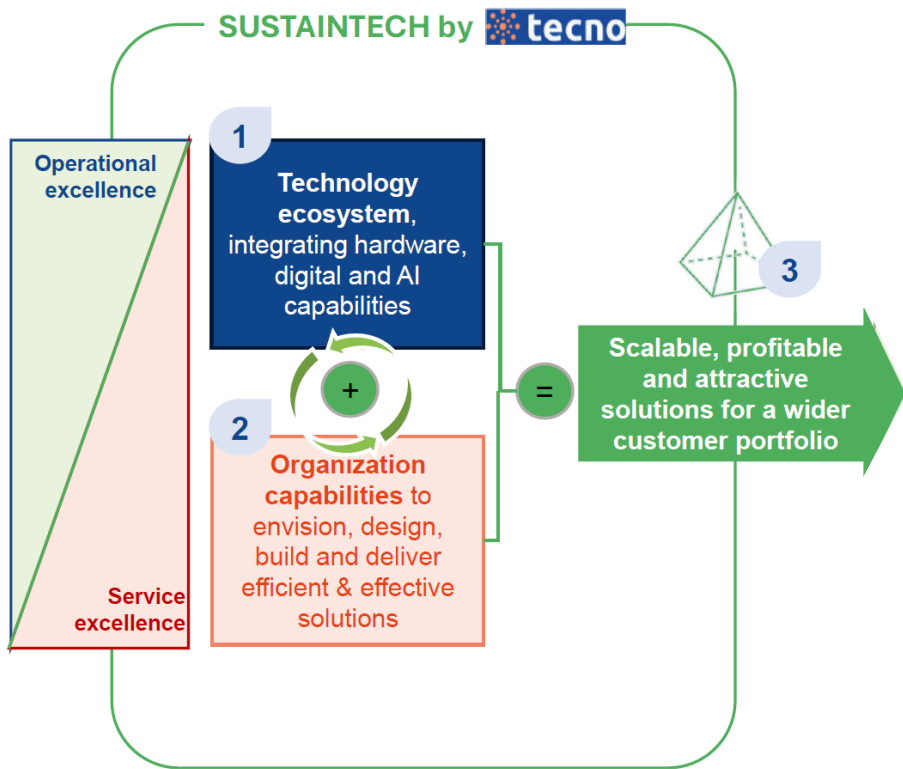 SUSTAINTECH by tecno
Operational
excellence
Service
excellence
1
Technology
ecosystem,
integrating hardware,
digital and AI
capabilities
+
2
Organization
capabilities to
envision, design,
build and deliver
efficient & effective
solutions
=
3
Scalable, profitable
and attractive
solutions for a wider
customer portfolio